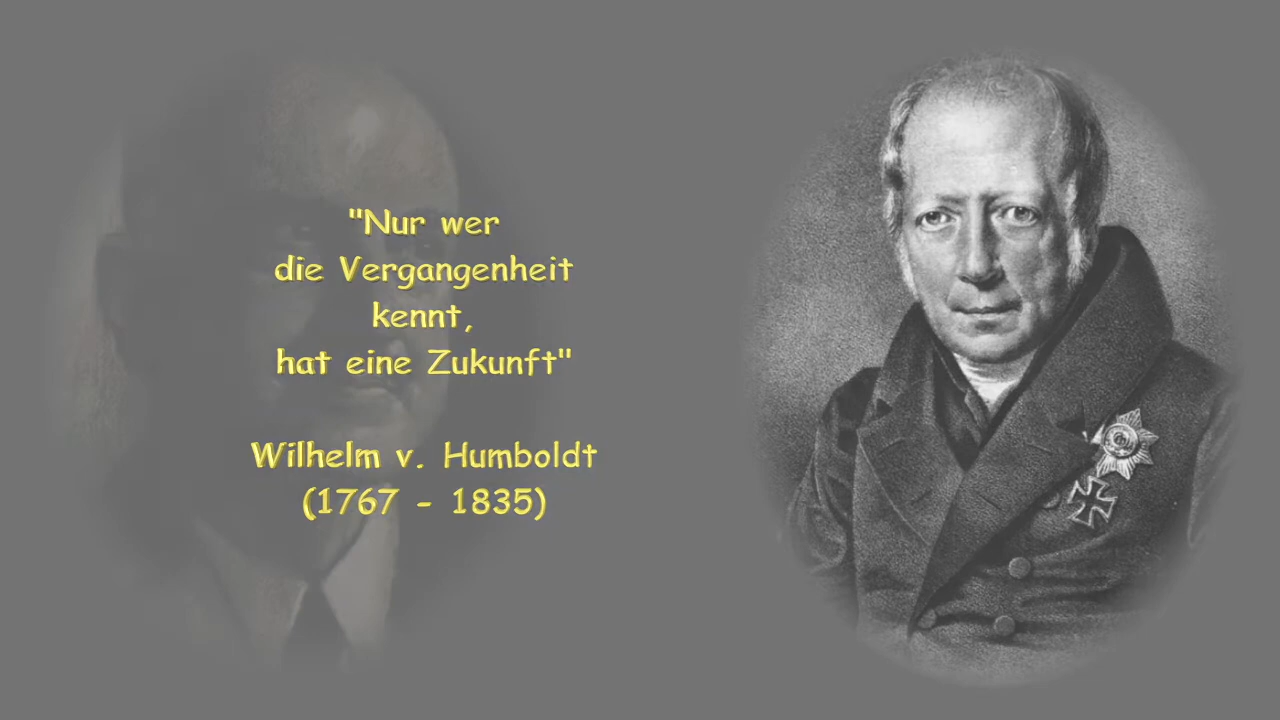 "Nur wer
die Vergangenheit
kennt,
hat eine Zukunft"
Wilhelm v. Humboldt
(1767 - 1835)